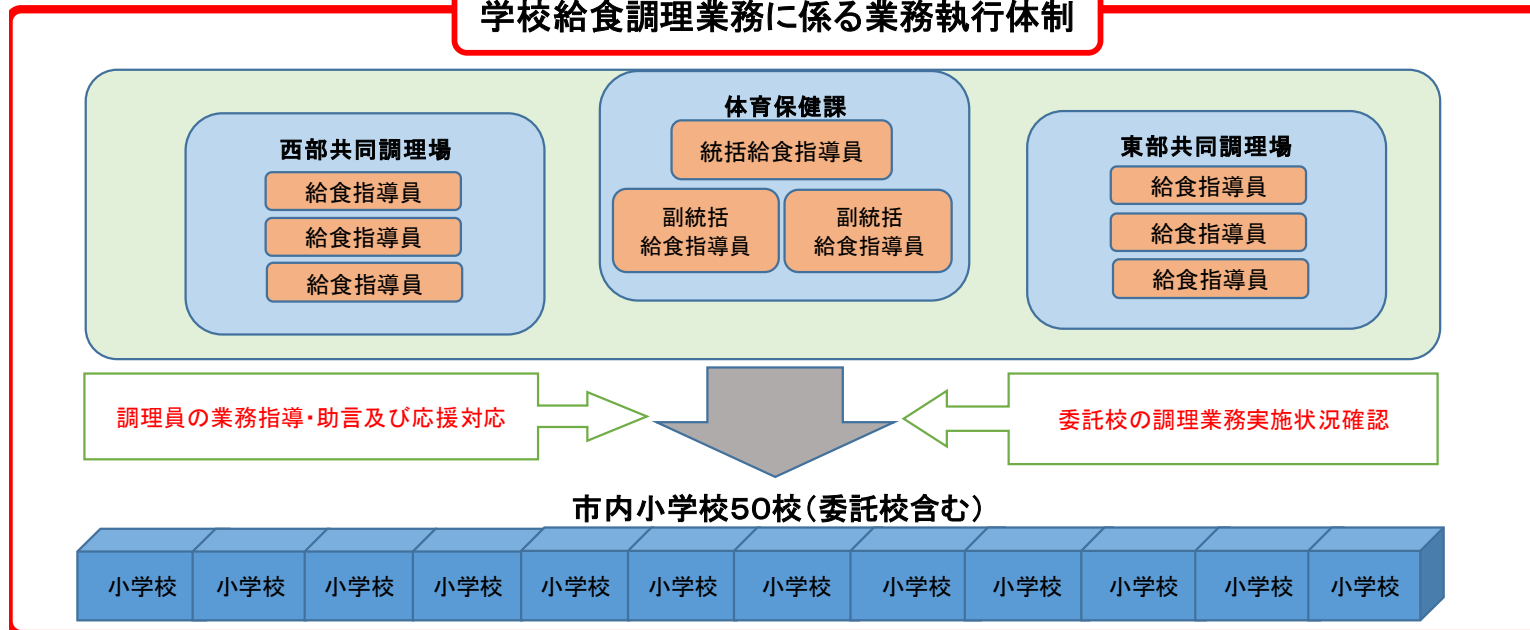 学校給食調理業務に係る業務執行体制
西部共同調理場
給食指導員
給食指導員
給食指導員
体育保健課
統括給食指導員
副統括
給食指導員
副統括
給食指導員
東部共同調理場
給食指導員
給食指導員
給食指導員
調理員の業務指導・助言及び応援対応
委託校の調理業務実施状況確認
市内小学校50校(委託校含む)
小学校
小学校
小学校
小学校
小学校
小学校
小学校
小学校
小学校
小学校
小学校
小学校